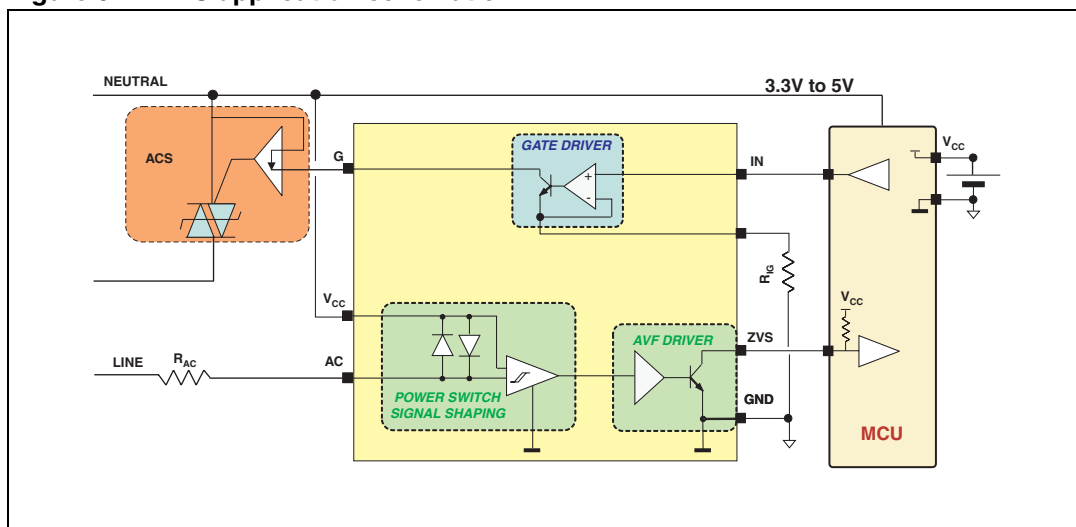 NEUTRAL
3.3V to 5V
ACS
G
GATE DRIVER
+
-
IN
VCC
RIG
VCC
AC
LINE
RAC
POWER SWITCH
SIGNAL SHAPING
AVF DRIVER
ZVS
GND
VCC
MCU